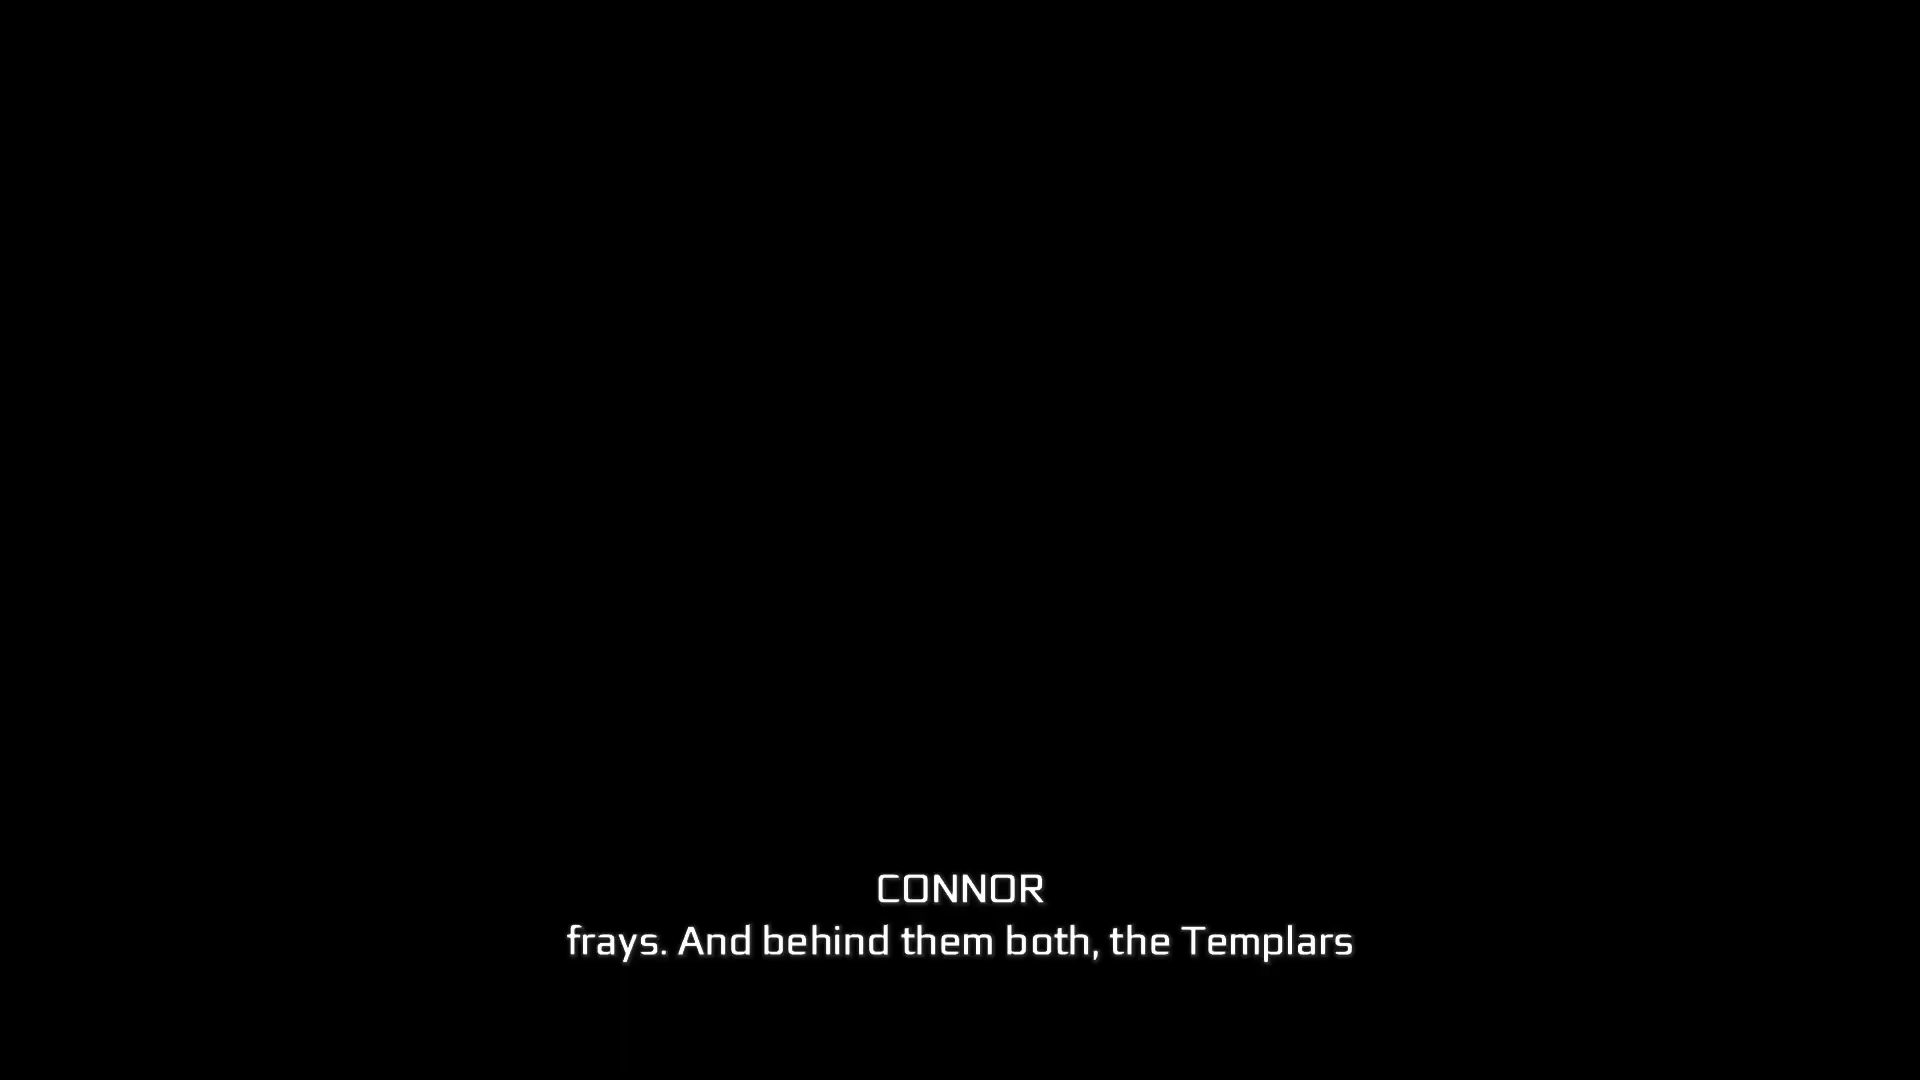 CONNOR
frays. And behind them both, the Templars